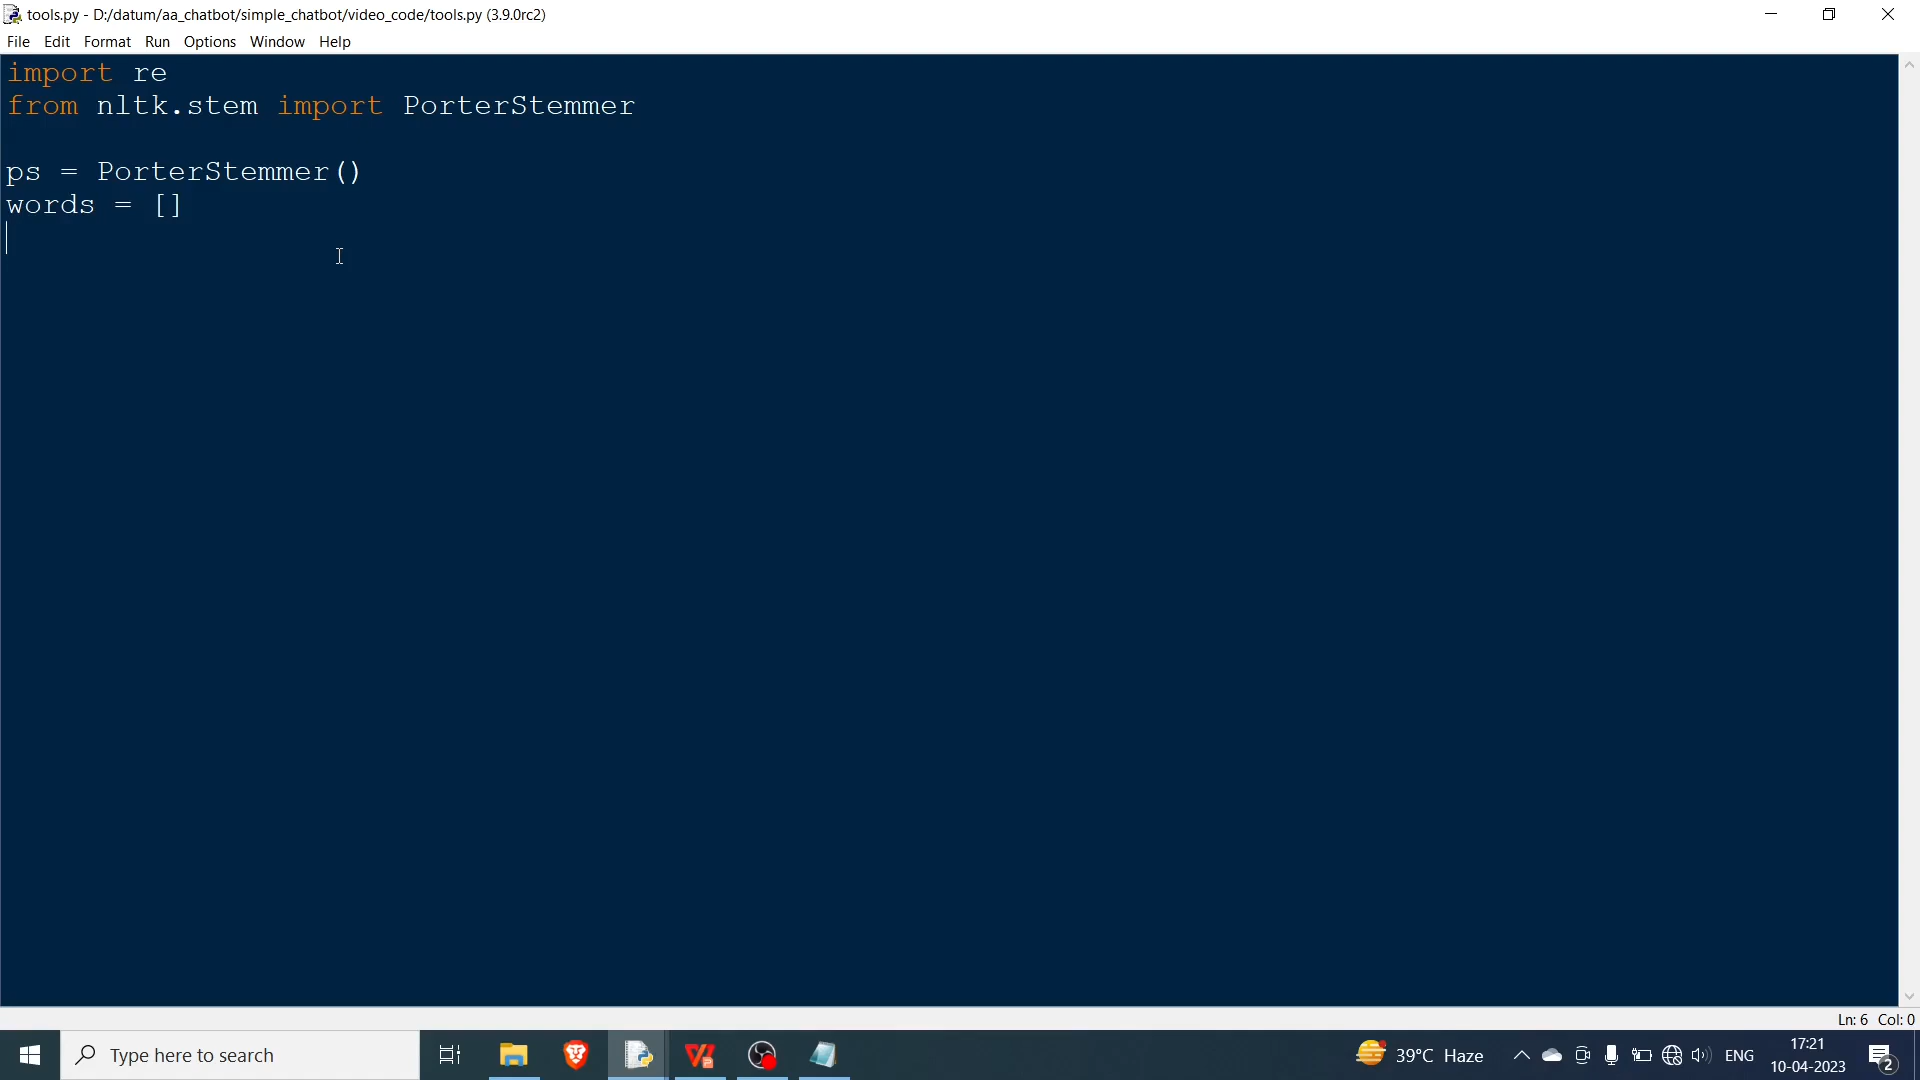 tools.py - D:/datum/aa_chatbot/simple_chatbot/video_code/tools.py (3.9.0rc2)
File Edit Format Run Options Window Help
import re
from nltk.stem import PorterStemmer
ps = PorterStemmer()
words = []
Ln: 6 Col: 0
Type here to search
39°C Haze
ENG
17:21
10-04-2023
2